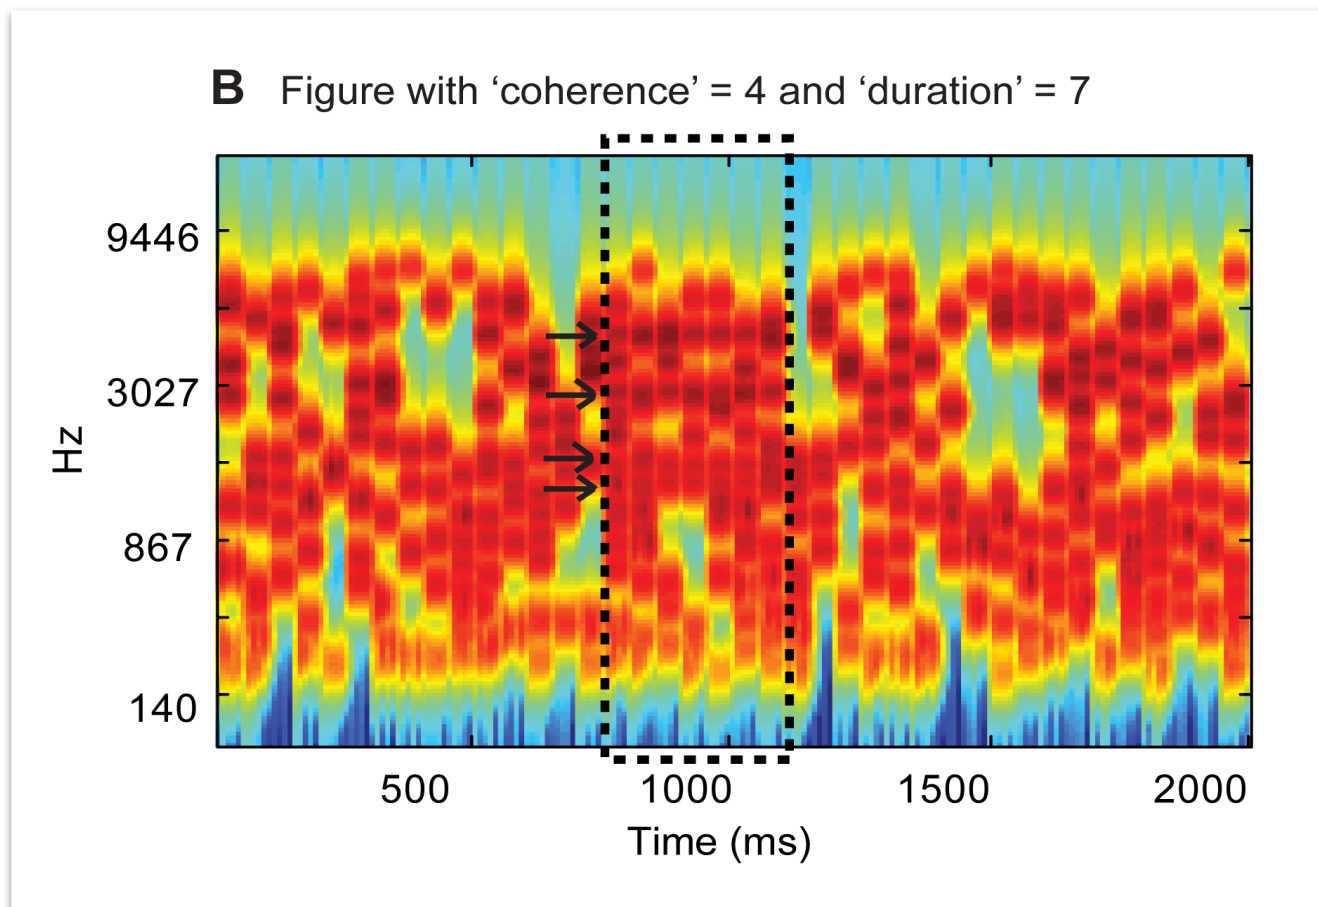 B Figure with ‘coherence’ = 4 and ‘duration’ = 7
9446
3027
867
140
Hz
500 1000 1500 2000
Time (ms)